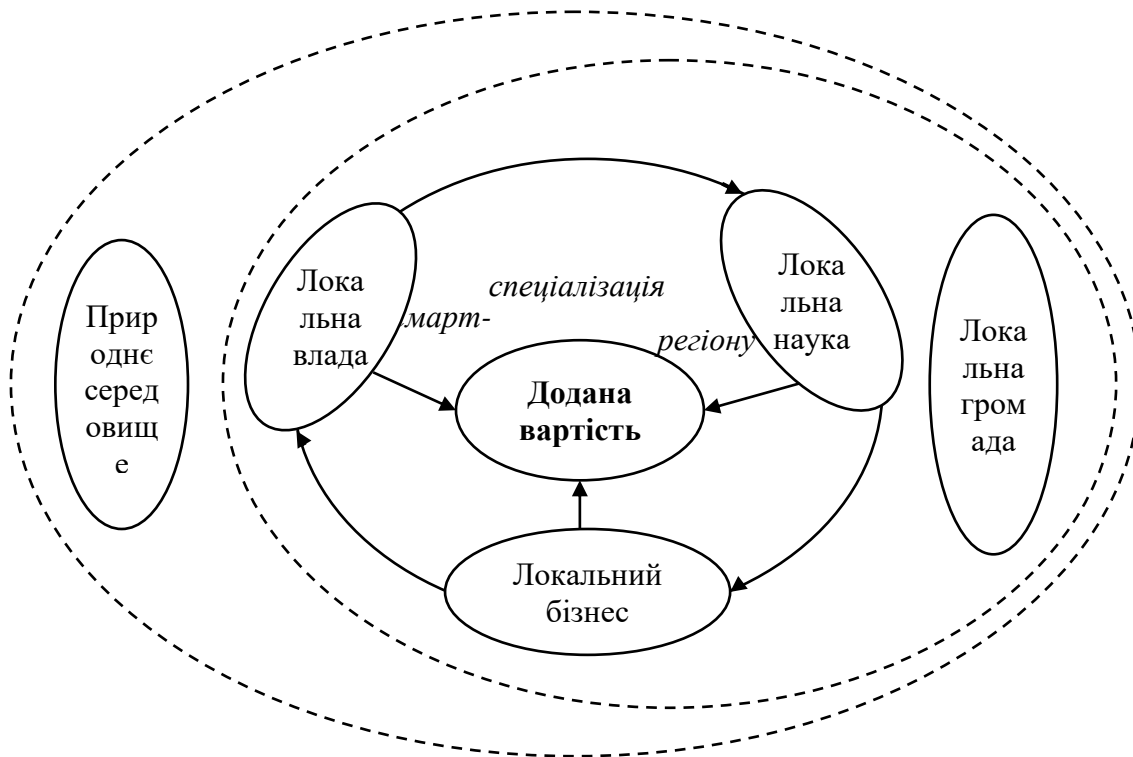 Прир
однє
серед
овищ
е
Лока
льна
влада
март-
спеціалізація
регіону
Лока
льна
наука
Додана
вартість
Локальний
бізнес
Лока
льна
гром
ада